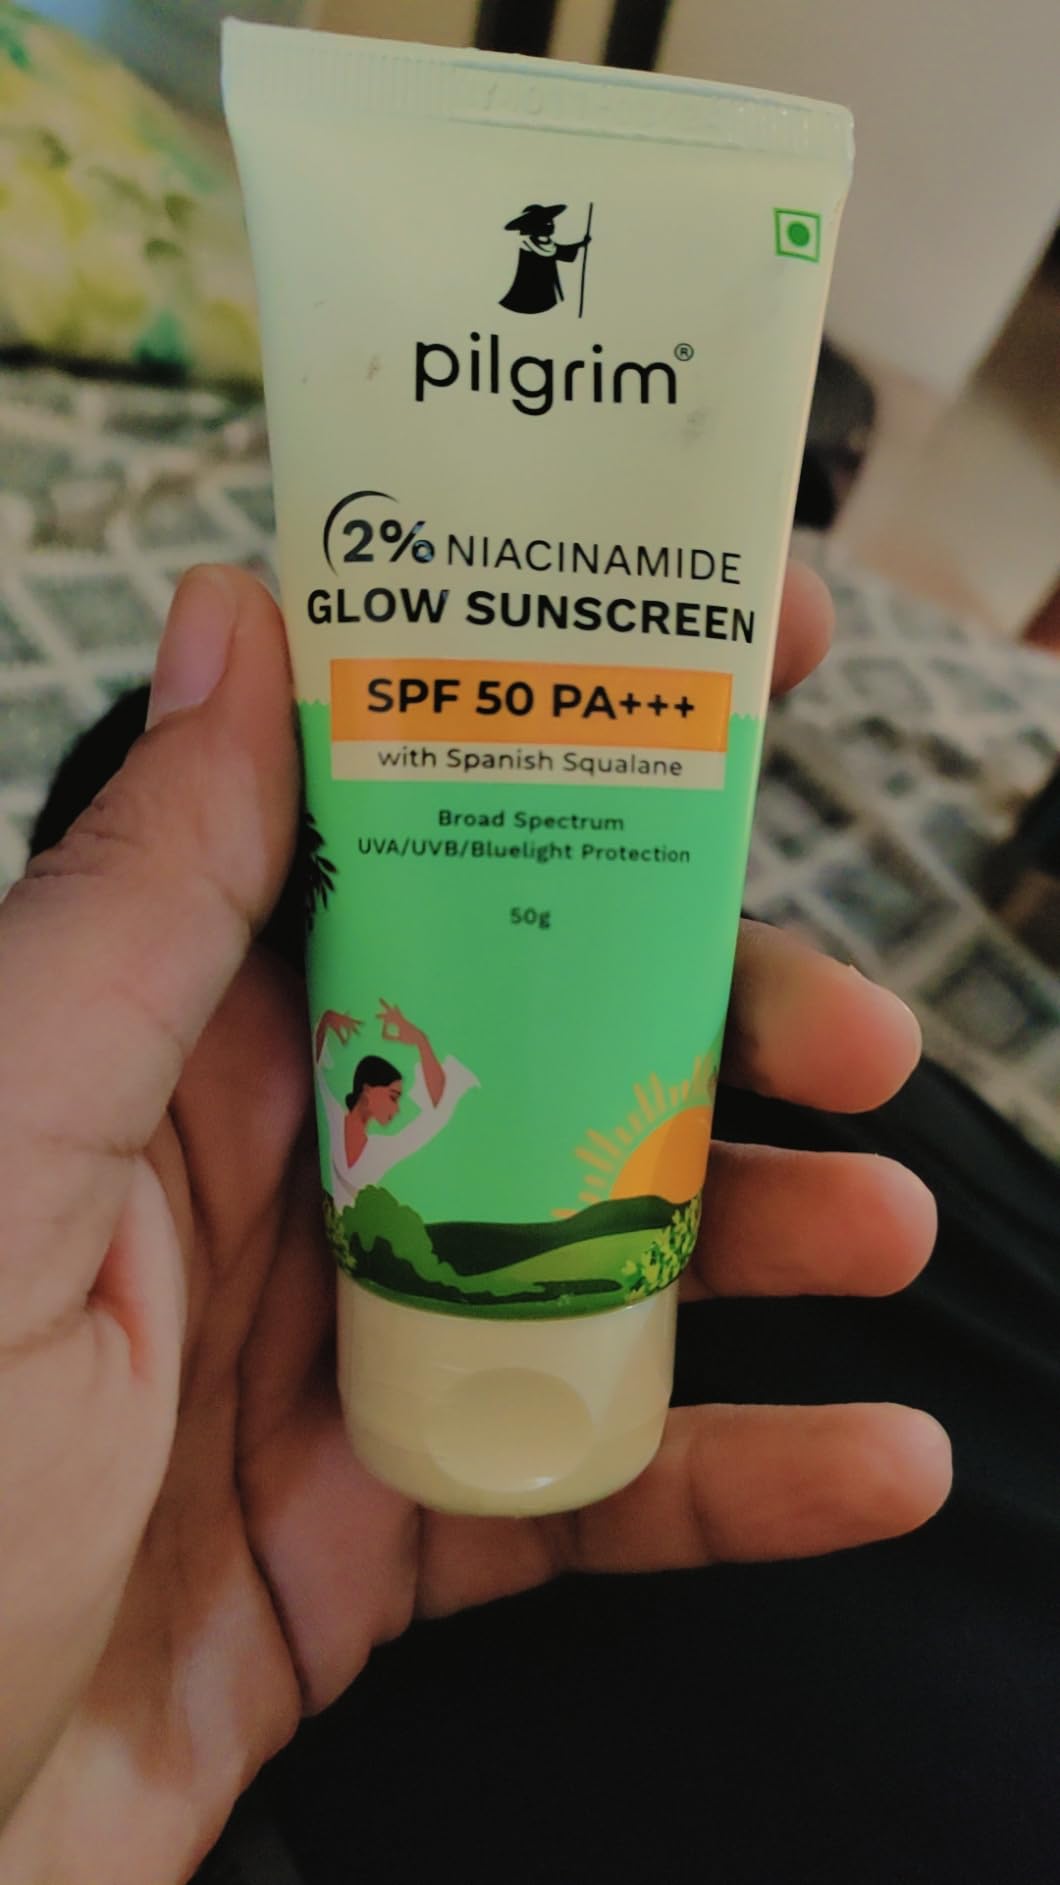 pilgrim®
2% NIACINAMIDE
GLOW SUNSCREEN
SPF 50 PA+++
with Spanish Squalane
Broad Spectrum
UVA/UVB/Bluelight Protection
50g